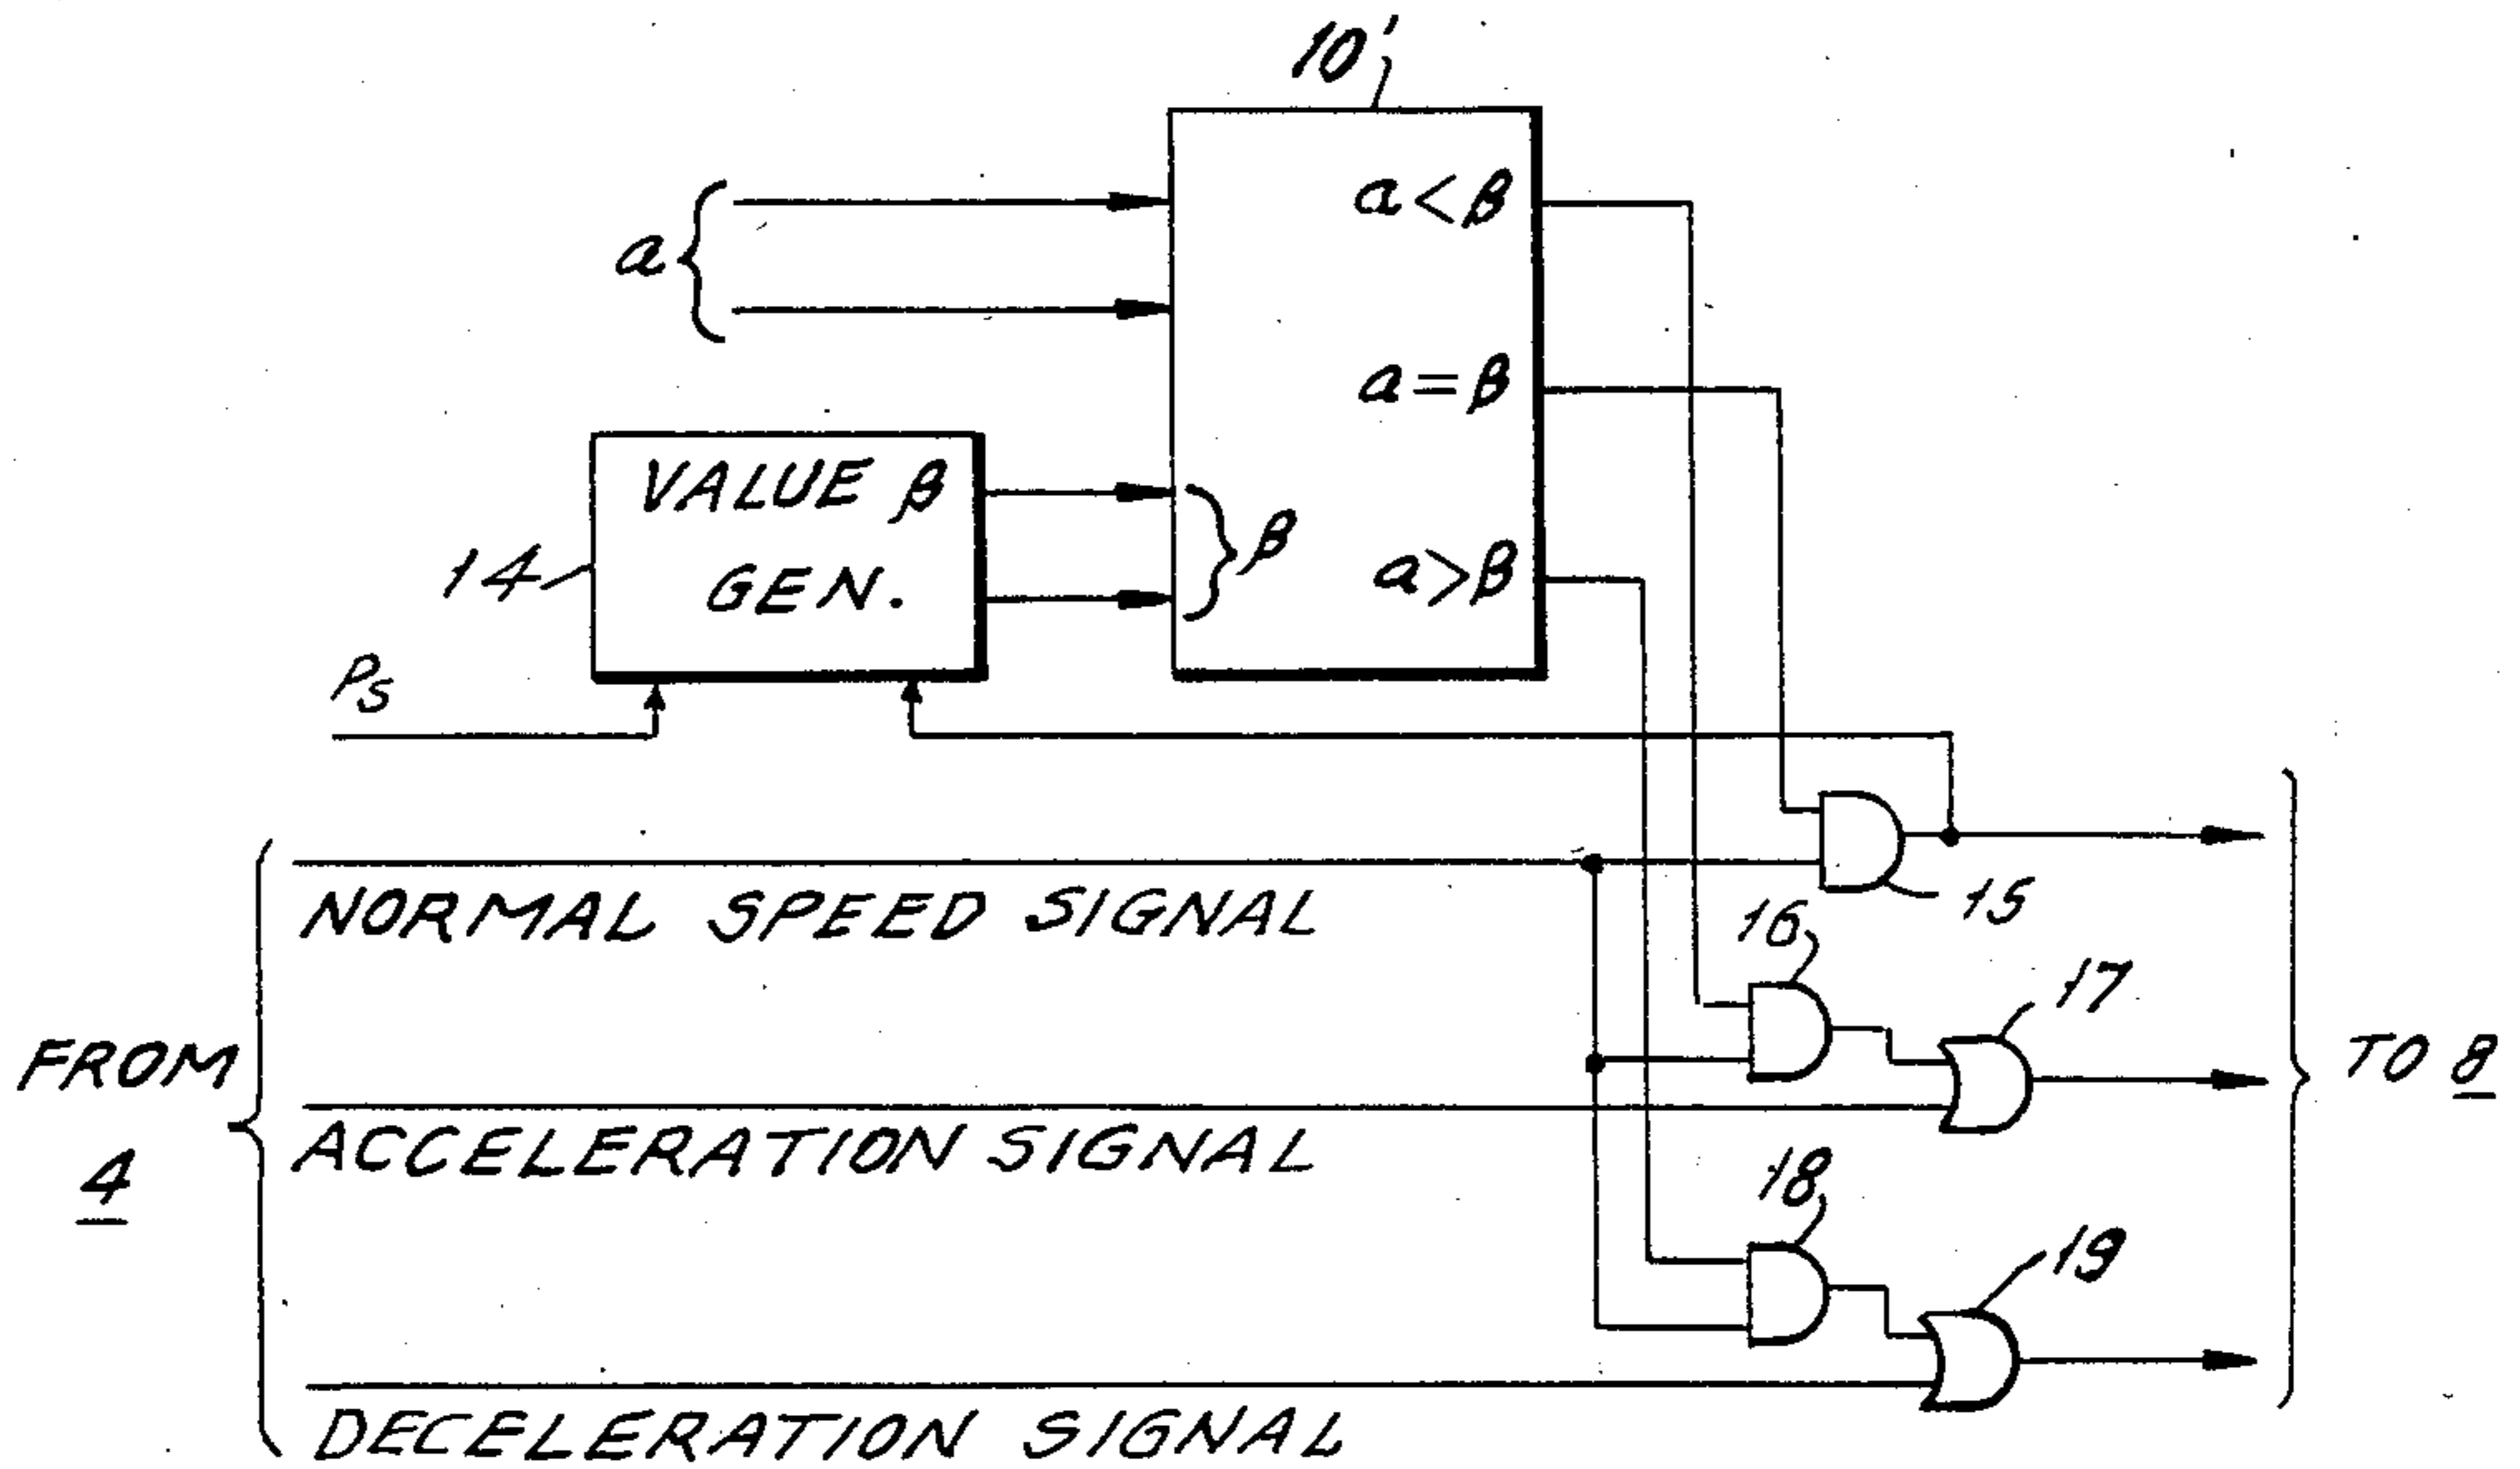 10'
a<β
a
a=β
VALUE β
GEN.
β
a>β
14
Ps
NORMAL SPEED SIGNAL
15
16
17
FROM
4
TO 8
ACCELERATION SIGNAL
18
19
DECELERATION SIGNAL